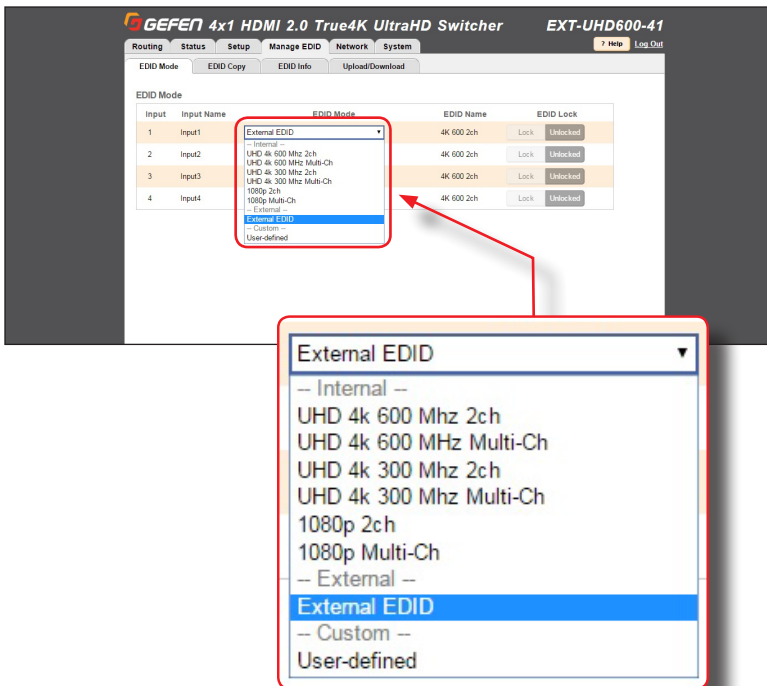 GEFEN 4x1 HDMI 2.0 True4K UltraHD Switcher EXT-UHD600-41
Routing Status Setup Manage EDID Network System ? Help Log Out
EDID Mode EDID Copy EDID Info Upload/Download
EDID Mode
Input Input Name EDID Mode EDID Name EDID Lock
1 Input1 External EDID 4K 600 2ch Lock Unlocked
-- Internal --
UHD 4k 600 Mhz 2ch
2 Input2 4K 600 2ch Lock Unlocked
UHD 4k 600 MHz Multi-Ch
UHD 4k 300 Mhz 2ch
3 Input3 4K 600 2ch Lock Unlocked
UHD 4k 300 Mhz Multi-Ch
1080p 2ch
4 Input4 4K 600 2ch Lock Unlocked
1080p Multi-Ch
-- External --
External EDID
-- Custom --
User-defined
External EDID
-- Internal --
UHD 4k 600 Mhz 2ch
UHD 4k 600 MHz Multi-Ch
UHD 4k 300 Mhz 2ch
UHD 4k 300 Mhz Multi-Ch
1080p 2ch
1080p Multi-Ch
-- External --
External EDID
-- Custom --
User-defined